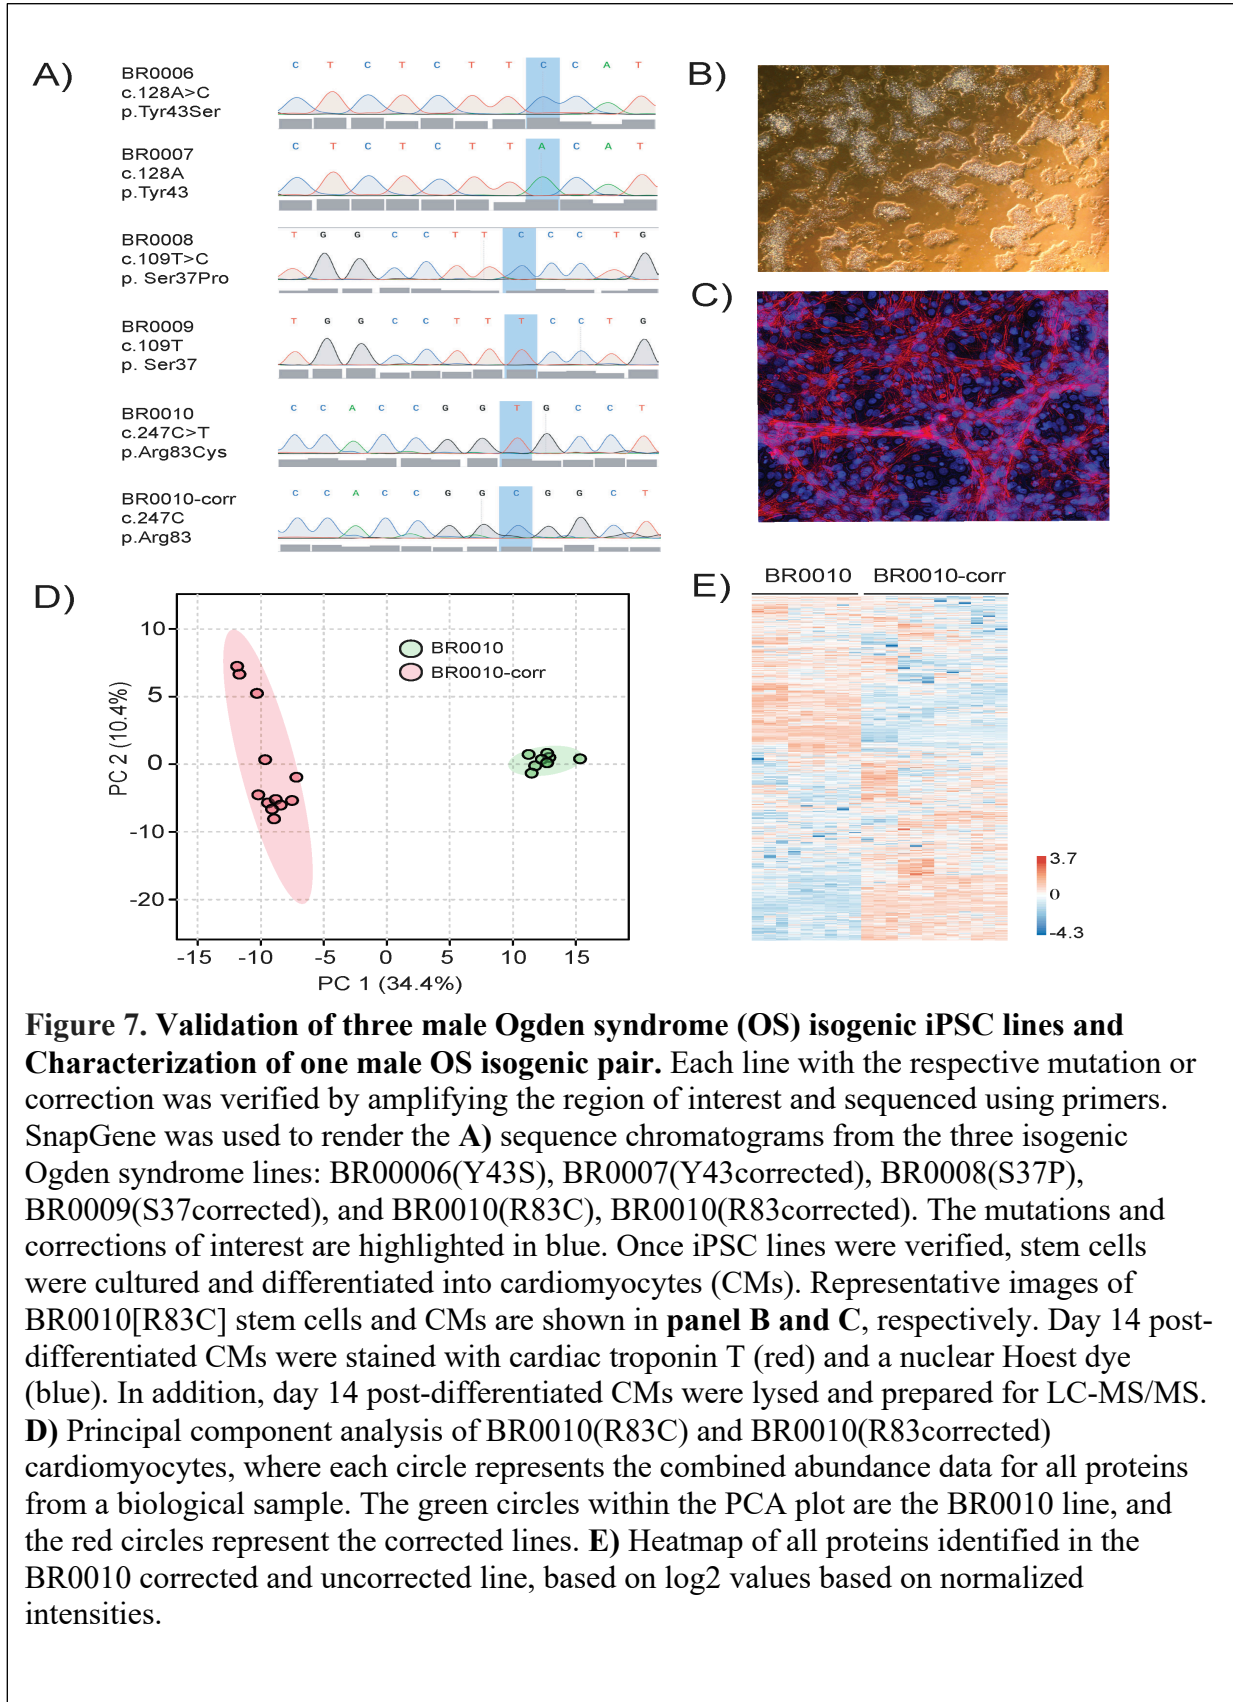 A)
BR0006
c.128A>C
p.Tyr43Ser
C T C T C T T C C A T
BR0007
c.128A
p.Tyr43
C T C T C T T A C A T
BR0008
c.109T>C
p. Ser37Pro
T G G C C T T C C C T G
BR0009
c.109T
p. Ser37
T G G C C T T T C C T G
BR0010
c.247C>T
p.Arg83Cys
C C A C C G G T G C C T
BR0010-corr
c.247C
p.Arg83
C C A C C G G C G G C T
B)
C)
D)
BR0010
BR0010-corr
PC 2 (10.4%)
10
5
0
-10
-20
-15 -10 -5 0 5 10 15
PC 1 (34.4%)
E)
BR0010 BR0010-corr
3.7
0
-4.3
Figure 7. Validation of three male Ogden syndrome (OS) isogenic iPSC lines and
Characterization of one male OS isogenic pair. Each line with the respective mutation or
correction was verified by amplifying the region of interest and sequenced using primers.
SnapGene was used to render the A) sequence chromatograms from the three isogenic
Ogden syndrome lines: BR00006(Y43S), BR0007(Y43corrected), BR0008(S37P),
BR0009(S37corrected), and BR0010(R83C), BR0010(R83corrected). The mutations and
corrections of interest are highlighted in blue. Once iPSC lines were verified, stem cells
were cultured and differentiated into cardiomyocytes (CMs). Representative images of
BR0010[R83C] stem cells and CMs are shown in panel B and C, respectively. Day 14 post-
differentiated CMs were stained with cardiac troponin T (red) and a nuclear Hoest dye
(blue). In addition, day 14 post-differentiated CMs were lysed and prepared for LC-MS/MS.
D) Principal component analysis of BR0010(R83C) and BR0010(R83corrected)
cardiomyocytes, where each circle represents the combined abundance data for all proteins
from a biological sample. The green circles within the PCA plot are the BR0010 line, and
the red circles represent the corrected lines. E) Heatmap of all proteins identified in the
BR0010 corrected and uncorrected line, based on log2 values based on normalized
intensities.